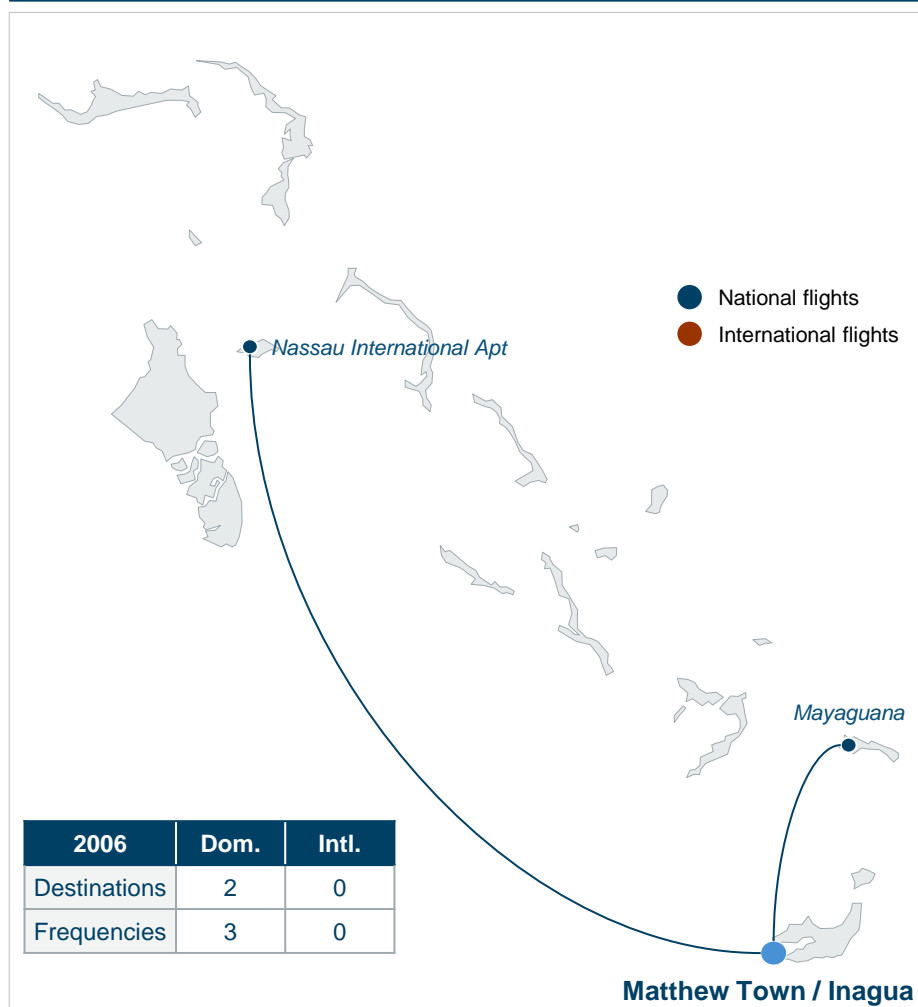 National flights
International flights
Nassau International Apt
Mayaguana
2006 Dom. Intl.
Destinations 2 0
Frequencies 3 0
Matthew Town / Inagua